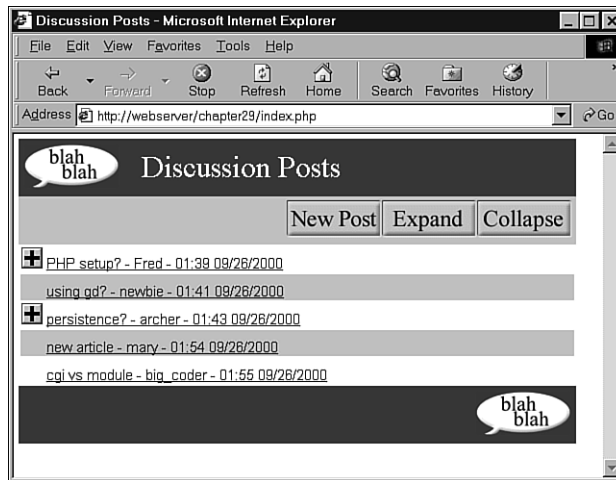 Discussion Posts - Microsoft Internet Explorer
File Edit View Favorites Tools Help
Back Forward Stop Refresh Home Search Favorites History
Address http://webserver/chapter29/index.php Go
blah
blah
Discussion Posts
New Post Expand Collapse
PHP setup? - Fred - 01:39 09/26/2000
using gd? - newbie - 01:41 09/26/2000
persistence? - archer - 01:43 09/26/2000
new article - mary - 01:54 09/26/2000
cgi vs module - big_coder - 01:55 09/26/2000
blah
blah